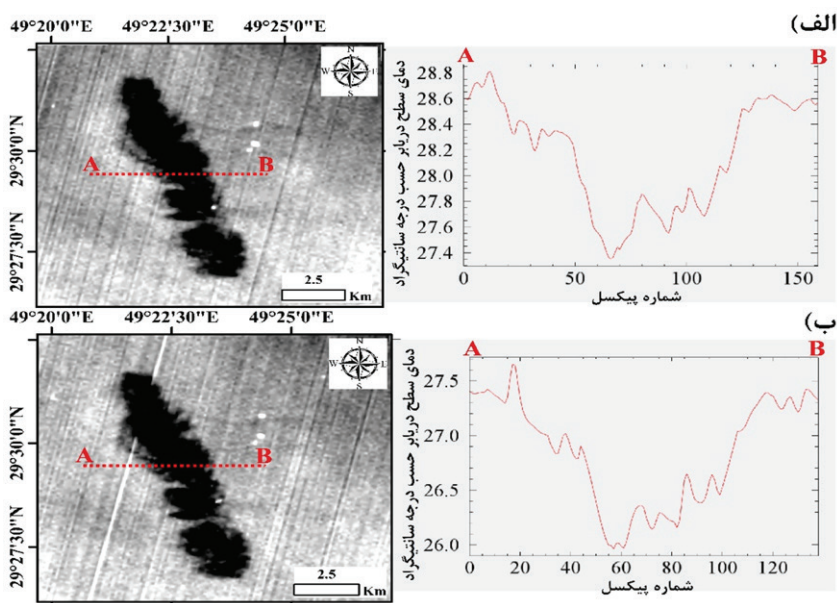 49°20'0"E 49°22'30"E 49°25'0"E
الف)
N
W E
S
29°30'0"N
29°27'30"N
A B
2.5
Km
A B
دمای سطح دریابر حسب درجه سانتیگراد
28.8
28.6
28.4
28.2
28.0
27.8
27.6
27.4
0 50 100 150
شماره پیکسل
49°20'0"E 49°22'30"E 49°25'0"E
ب)
N
W E
S
29°30'0"N
29°27'30"N
A B
2.5
Km
A B
دمای سطح دریابر حسب درجه سانتیگراد
27.5
27.0
26.5
26.0
0 20 40 60 80 100 120
شماره پیکسل